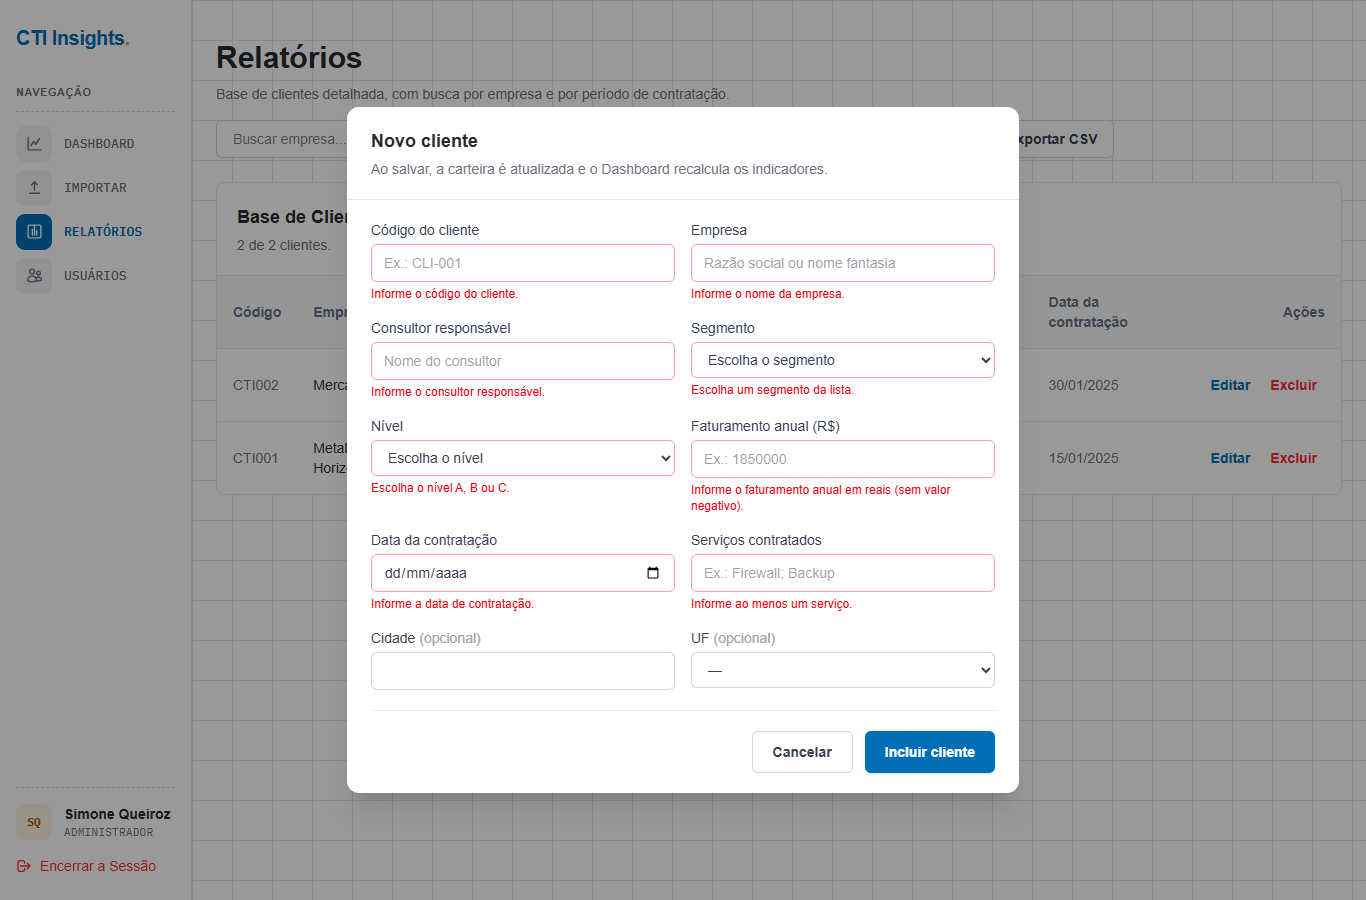 CTI Insights.
NAVEGAÇÃO
DASHBOARD
IMPORTAR
RELATÓRIOS
USUÁRIOS
Simone Queiroz
SQ
ADMINISTRADOR
Encerrar a Sessão
Relatórios
Base de clientes detalhada, com busca por empresa e por período de contratação.
Buscar empresa...
xportar CSV
Base de Clien
2 de 2 clientes.
Código
Data da
contratação
Ações
CTI002
30/01/2025
Editar
Excluir
CTI001
15/01/2025
Editar
Excluir
Novo cliente
Ao salvar, a carteira é atualizada e o Dashboard recalcula os indicadores.
Código do cliente
Empresa
Ex.: CLI-001
Razão social ou nome fantasia
Informe o código do cliente.
Informe o nome da empresa.
Consultor responsável
Segmento
Nome do consultor
Escolha o segmento
Informe o consultor responsável.
Escolha um segmento da lista.
Nível
Faturamento anual (R$)
Escolha o nível
Ex.: 1850000
Escolha o nível A, B ou C.
Informe o faturamento anual em reais (sem valor
negativo).
Data da contratação
Serviços contratados
dd/mm/aaaa
Ex.: Firewall; Backup
Informe a data de contratação.
Informe ao menos um serviço.
Cidade (opcional)
UF (opcional)
—
Cancelar
Incluir cliente